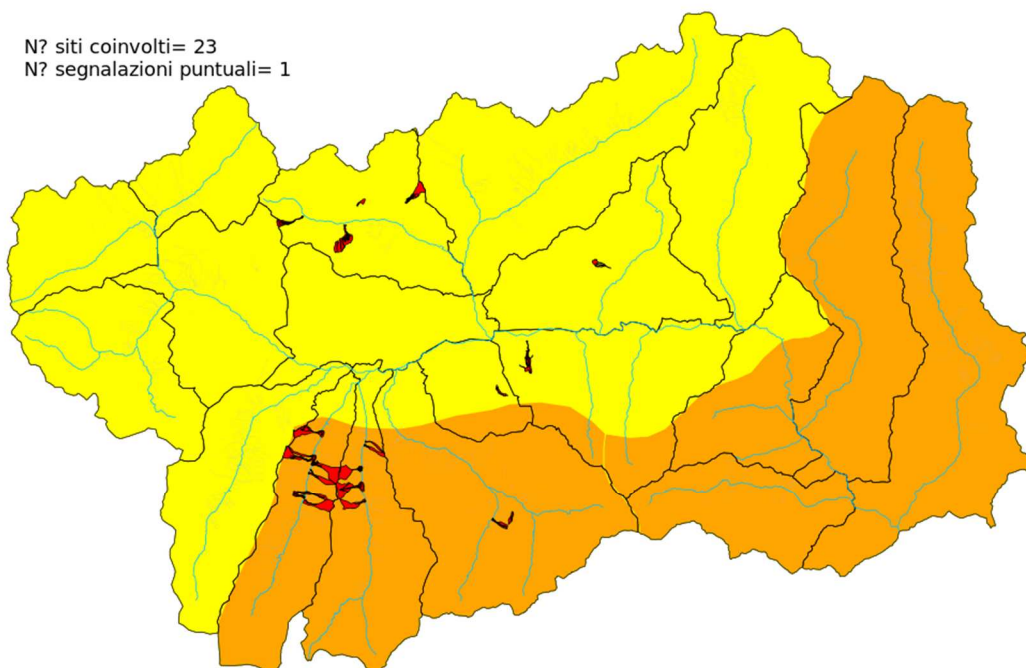 N? siti coinvolti= 23
N? segnalazioni puntuali= 1